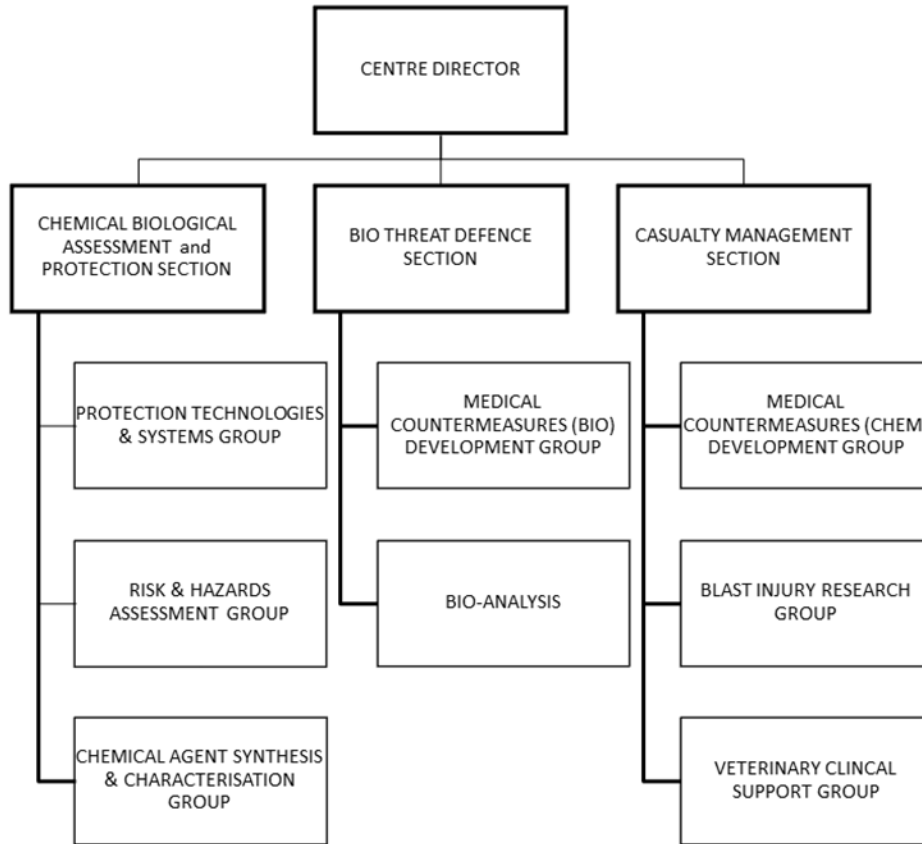 CENTRE DIRECTOR
CHEMICAL BIOLOGICAL
ASSESSMENT and
PROTECTION SECTION
BIO THREAT DEFENCE
SECTION
CASUALTY MANAGEMENT
SECTION
PROTECTION TECHNOLOGIES
& SYSTEMS GROUP
MEDICAL
COUNTERMEASURES (BIO)
DEVELOPMENT GROUP
MEDICAL
COUNTERMEASURES (CHEM
DEVELOPMENT GROUP
RISK & HAZARDS
ASSESSMENT GROUP
BIO-ANALYSIS
BLAST INJURY RESEARCH
GROUP
CHEMICAL AGENT SYNTHESIS
& CHARACTERISATION
GROUP
VETERINARY CLINCAL
SUPPORT GROUP